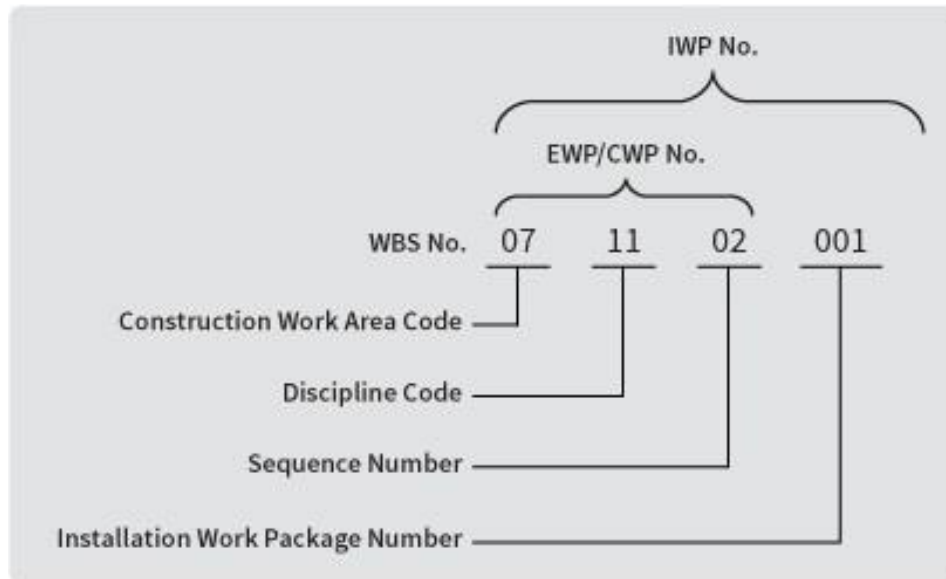 IWP No.
EWP/CWP No.
WBS No. 07 11 02 001
Construction Work Area Code
Discipline Code
Sequence Number
Installation Work Package Number